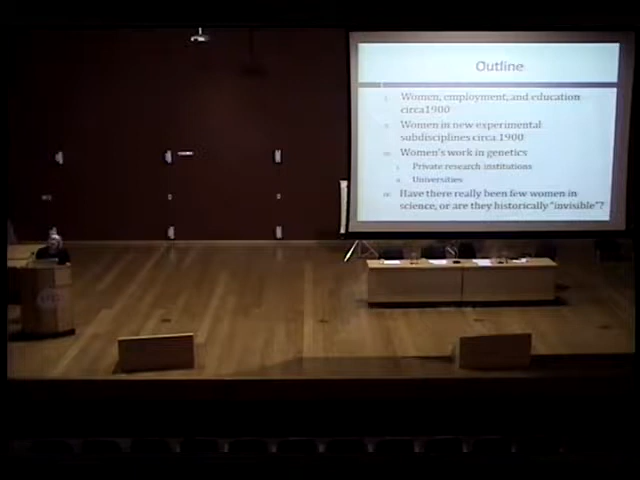 Outline
i. Women, employment, and education
circa1900
ii. Women in new experimental
subdisciplines circa 1900
iii. Women's work in genetics
i. Private research institutions
ii. Universities
iv. Have there really been few women in
science, or are they historically "invisible"?